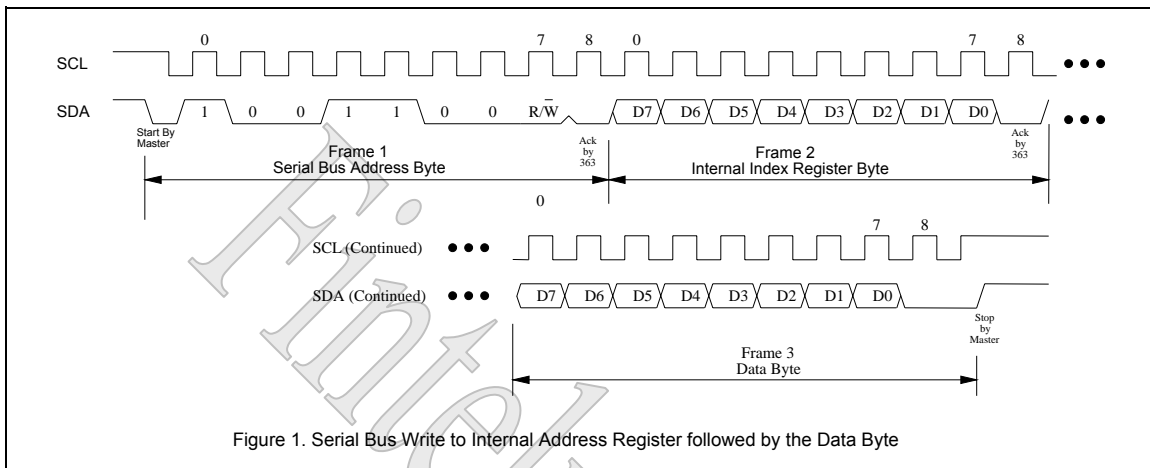 0 7 8 0 7 8
SCL
SDA 1 0 0 1 1 0 0 R/W̅ D7 D6 D5 D4 D3 D2 D1 D0
Start By
Master
Ack
by
363
Ack
by
363
Frame 1
Serial Bus Address Byte
Frame 2
Internal Index Register Byte
0 7 8
SCL (Continued)
SDA (Continued) D7 D6 D5 D4 D3 D2 D1 D0
Stop
by
Master
Frame 3
Data Byte
Fintek
Figure 1. Serial Bus Write to Internal Address Register followed by the Data Byte